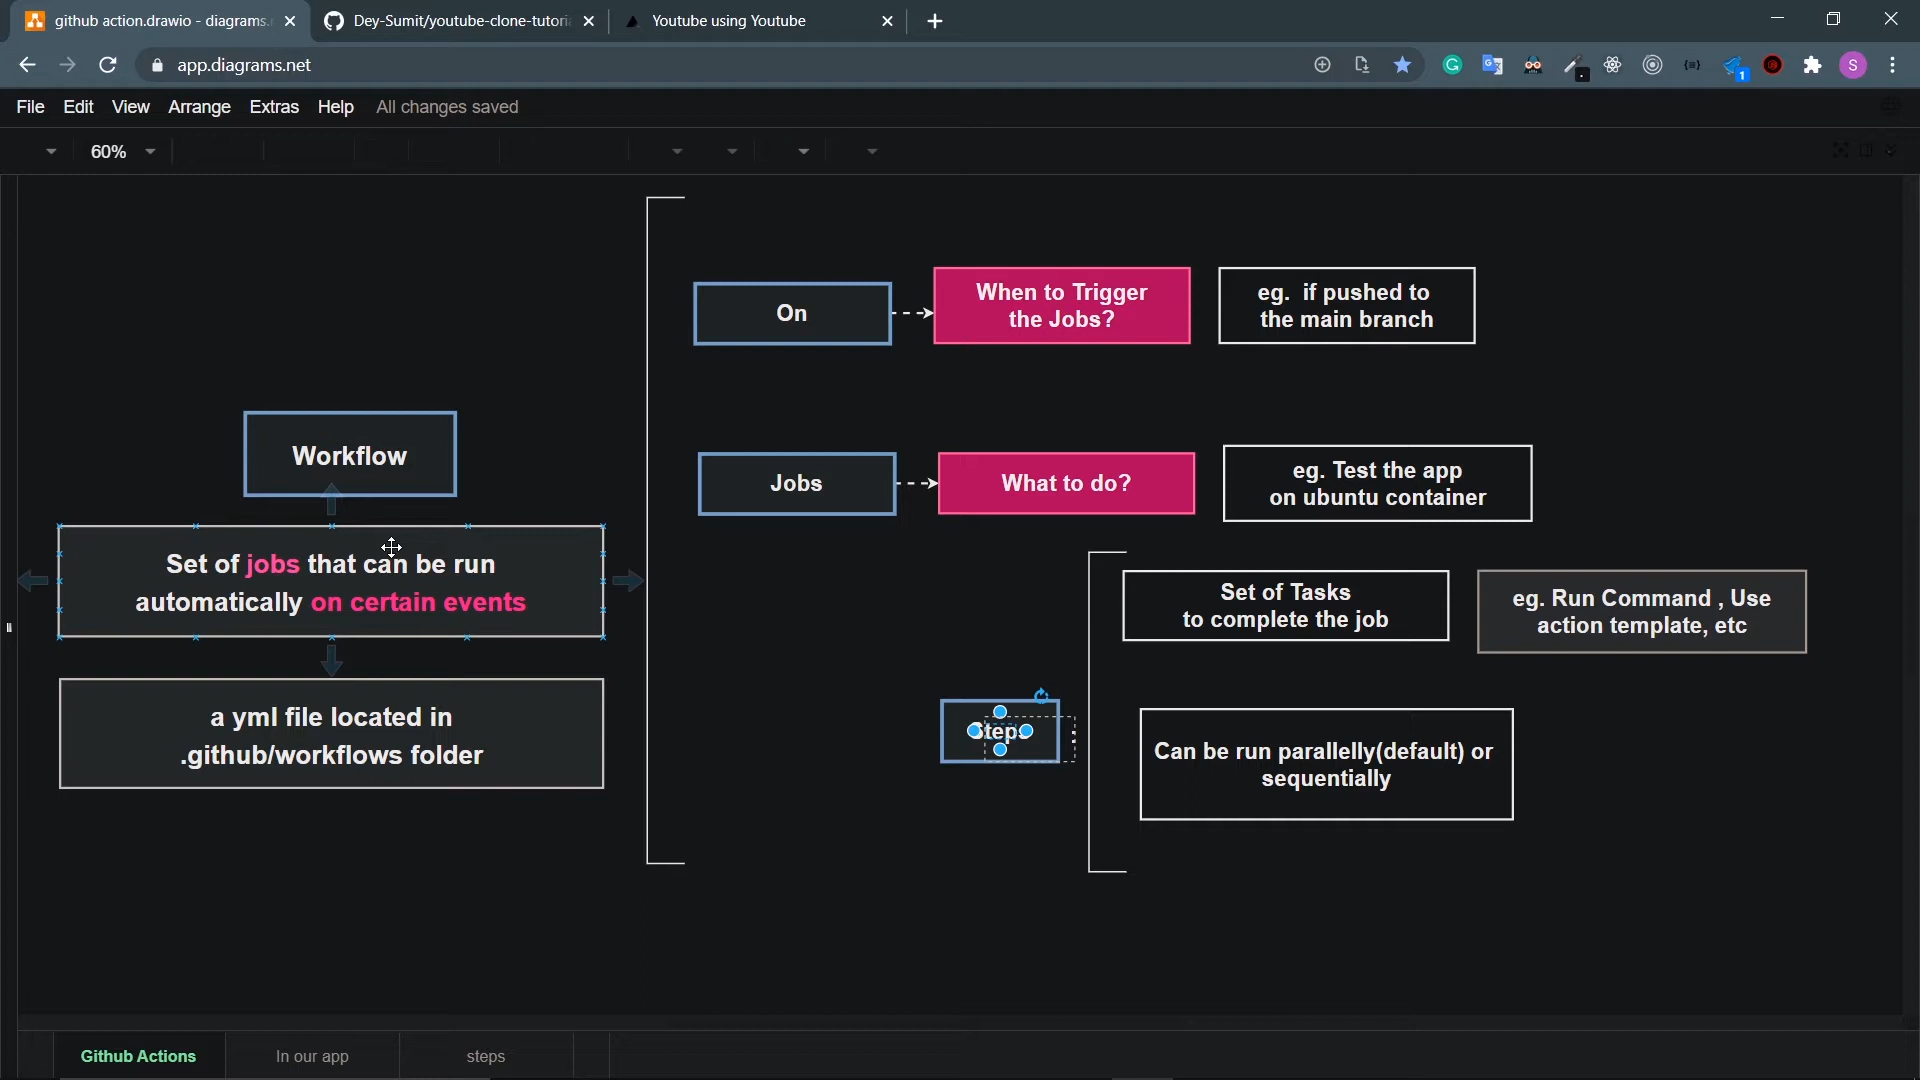 github action.drawio - diagrams.
Dey-Sumit/youtube-clone-tutori
Youtube using Youtube
app.diagrams.net
1
S
File Edit View Arrange Extras Help All changes saved
60%
On
When to Trigger
the Jobs?
eg. if pushed to
the main branch
Workflow
Jobs
What to do?
eg. Test the app
on ubuntu container
Set of jobs that can be run
automatically on certain events
a yml file located in
.github/workflows folder
Set of Tasks
to complete the job
eg. Run Command , Use
action template, etc
Steps
Can be run parallelly(default) or
sequentially
Github Actions
In our app
steps